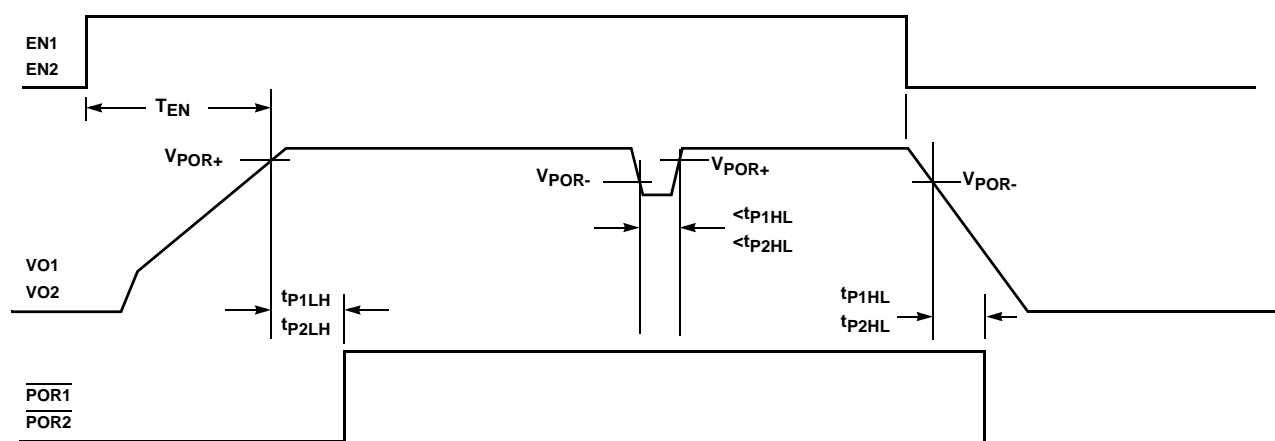 EN1
EN2
TEN
VPOR+
VPOR-
VPOR+
VPOR-
<tP1HL
<tP2HL
VO1
VO2
tP1LH
tP2LH
tP1HL
tP2HL
POR1
POR2